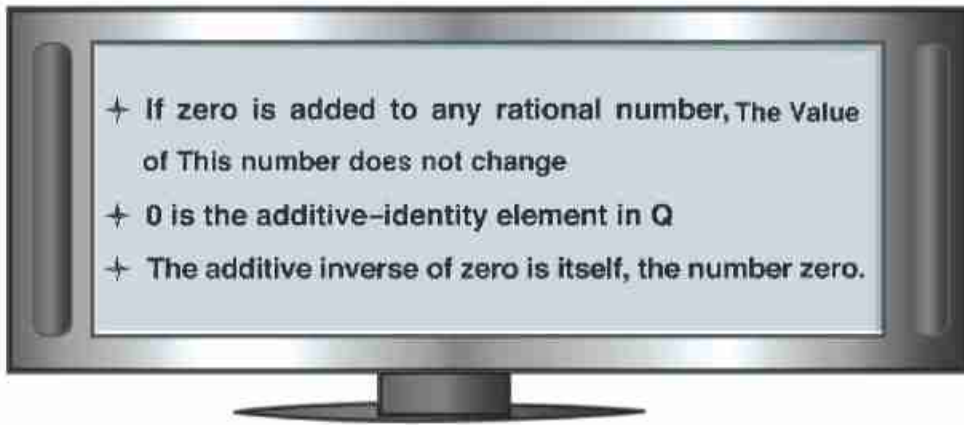 If zero is added to any rational number, The Value
of This number does not change
0 is the additive-identity element in Q
The additive inverse of zero is itself, the number zero.